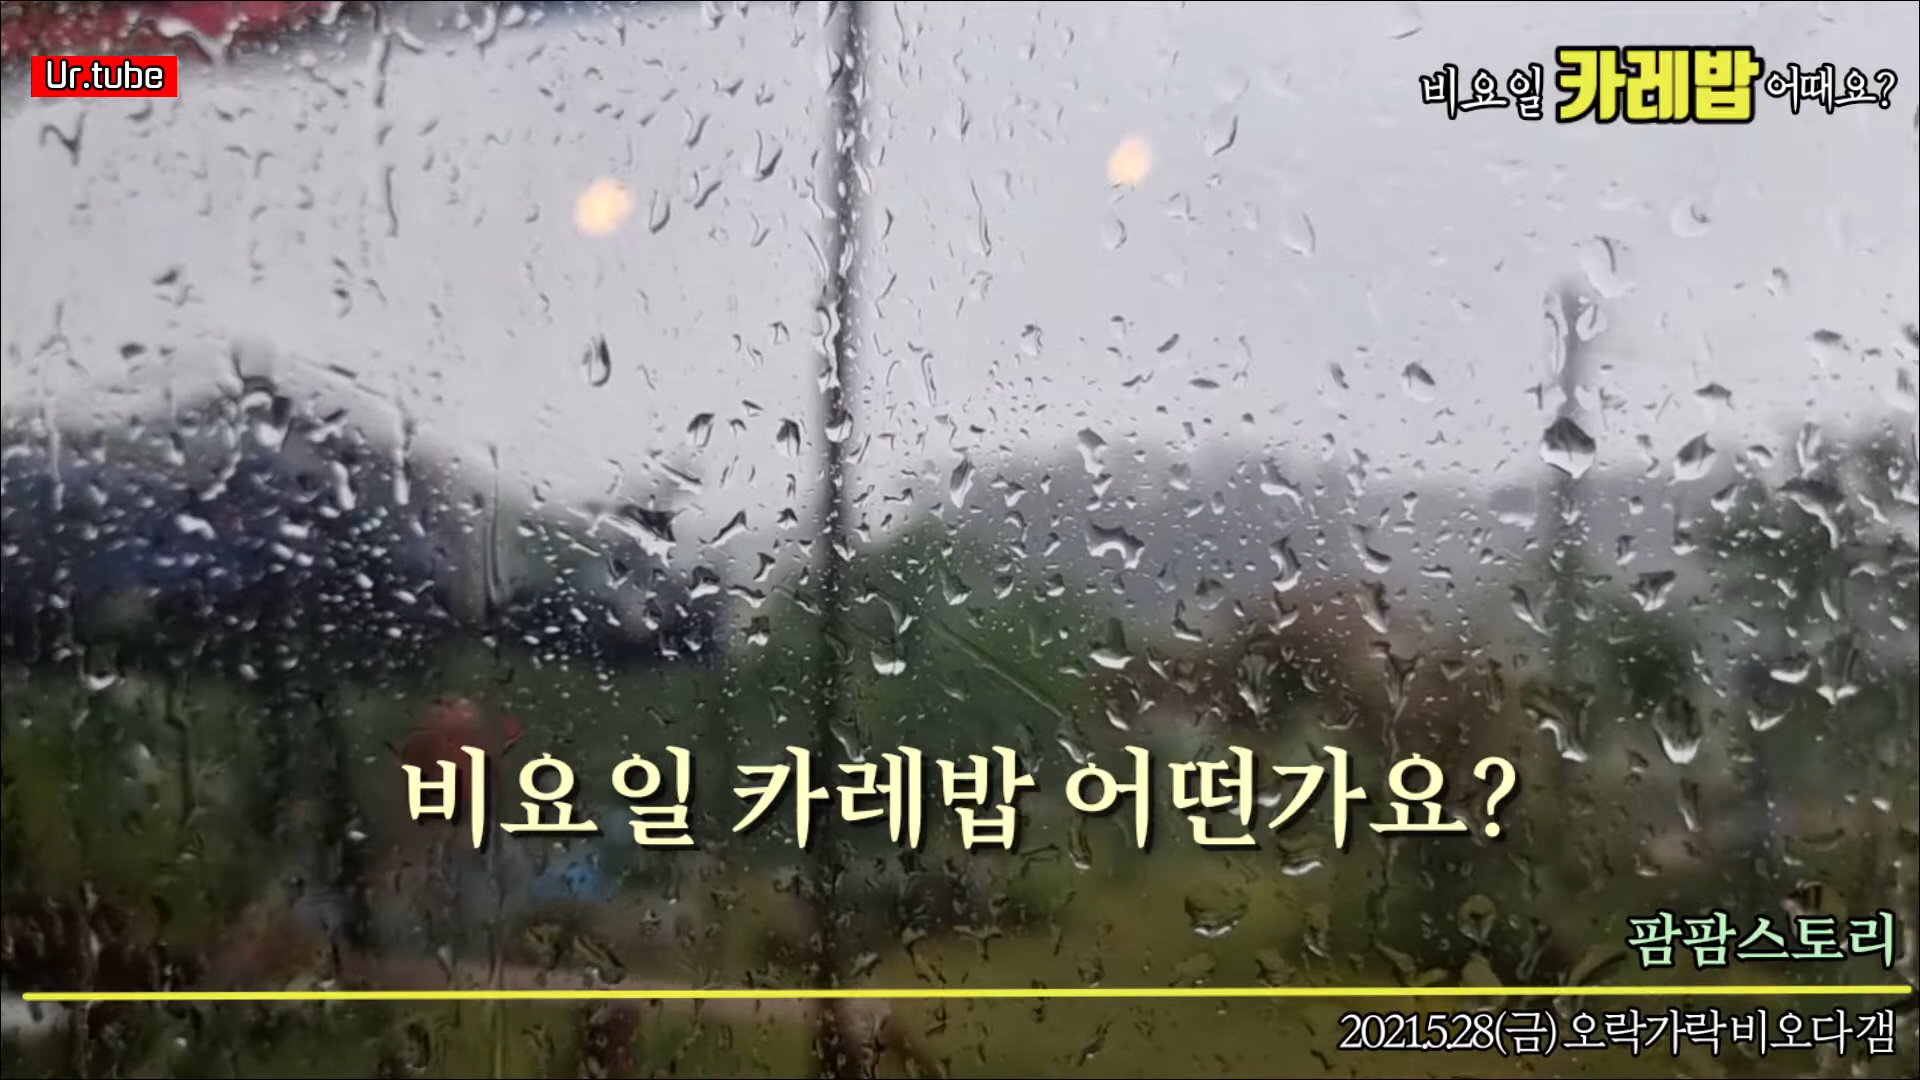 Ur.tube
비요일 카레밥 어때요?
비요일 카레밥 어떤가요?
팜팜스토리
2021.5.28(금) 오락가락 비오다 갬